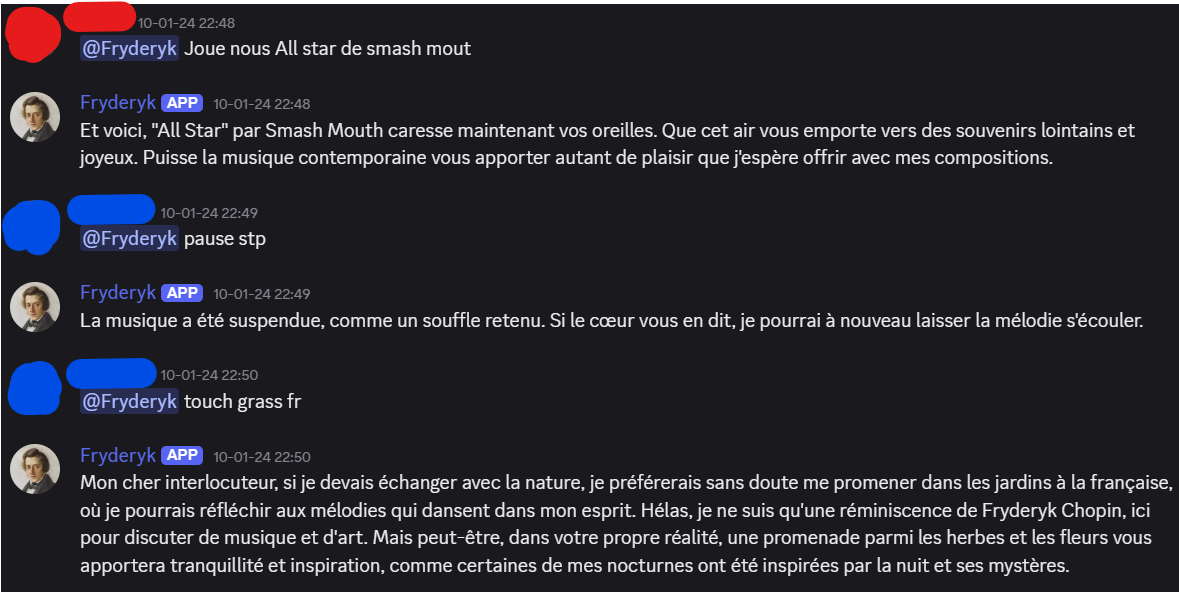 10-01-24 22:48
@Fryderyk Joue nous All star de smash mout
Fryderyk APP 10-01-24 22:48
Et voici, "All Star" par Smash Mouth caresse maintenant vos oreilles. Que cet air vous emporte vers des souvenirs lointains et
joyeux. Puisse la musique contemporaine vous apporter autant de plaisir que j'espère offrir avec mes compositions.
10-01-24 22:49
@Fryderyk pause stp
Fryderyk APP 10-01-24 22:49
La musique a été suspendue, comme un souffle retenu. Si le cœur vous en dit, je pourrai à nouveau laisser la mélodie s'écouler.
10-01-24 22:50
@Fryderyk touch grass fr
Fryderyk APP 10-01-24 22:50
Mon cher interlocuteur, si je devais échanger avec la nature, je préférerais sans doute me promener dans les jardins à la française,
où je pourrais réfléchir aux mélodies qui dansent dans mon esprit. Hélas, je ne suis qu'une réminiscence de Fryderyk Chopin, ici
pour discuter de musique et d'art. Mais peut-être, dans votre propre réalité, une promenade parmi les herbes et les fleurs vous
apportera tranquillité et inspiration, comme certaines de mes nocturnes ont été inspirées par la nuit et ses mystères.